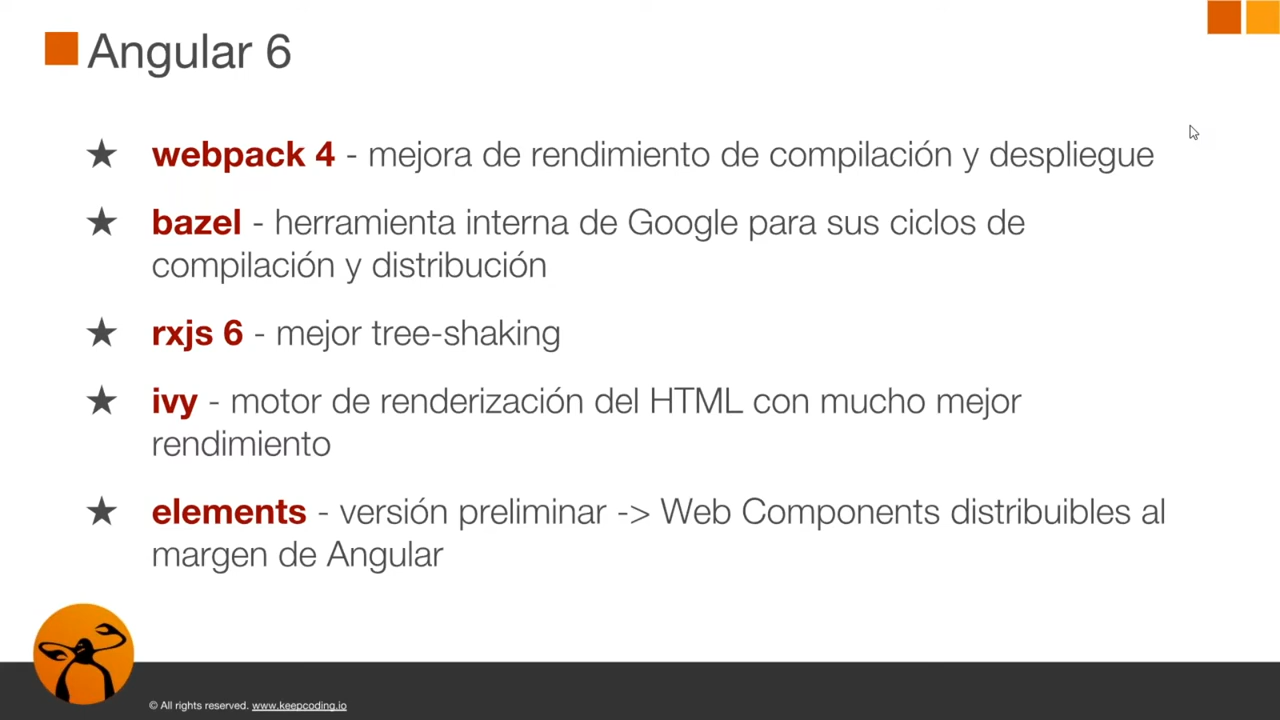 Angular 6
★ webpack 4 - mejora de rendimiento de compilación y despliegue
★ bazel - herramienta interna de Google para sus ciclos de
compilación y distribución
★ rxjs 6 - mejor tree-shaking
★ ivy - motor de renderización del HTML con mucho mejor
rendimiento
★ elements - versión preliminar -> Web Components distribuibles al
margen de Angular
© All rights reserved. www.keepcoding.io